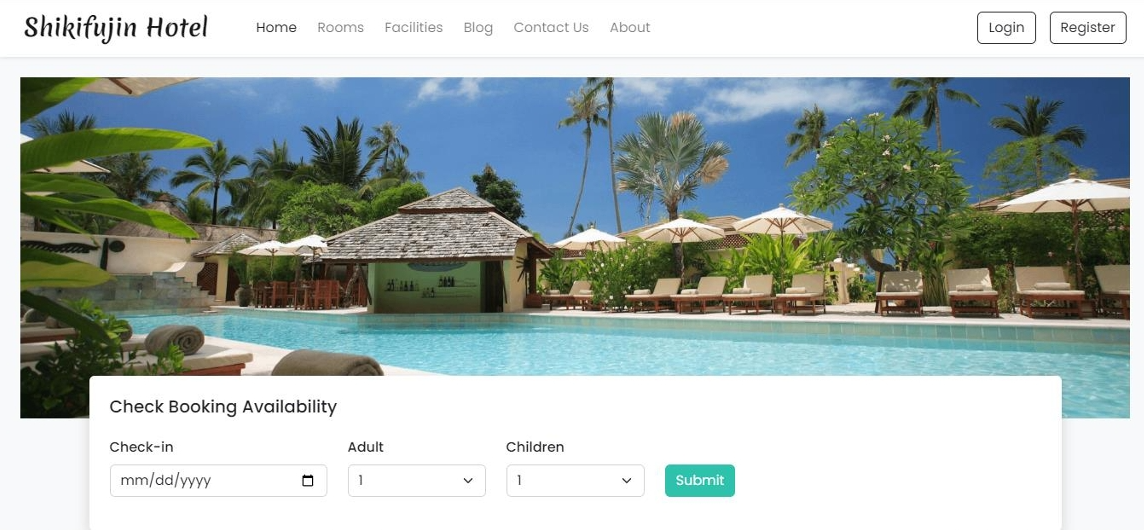 Shikifujin Hotel Home Rooms Facilities Blog Contact Us About Login Register
Check Booking Availability
Check-in Adult Children
mm/dd/yyyy 1 1 Submit